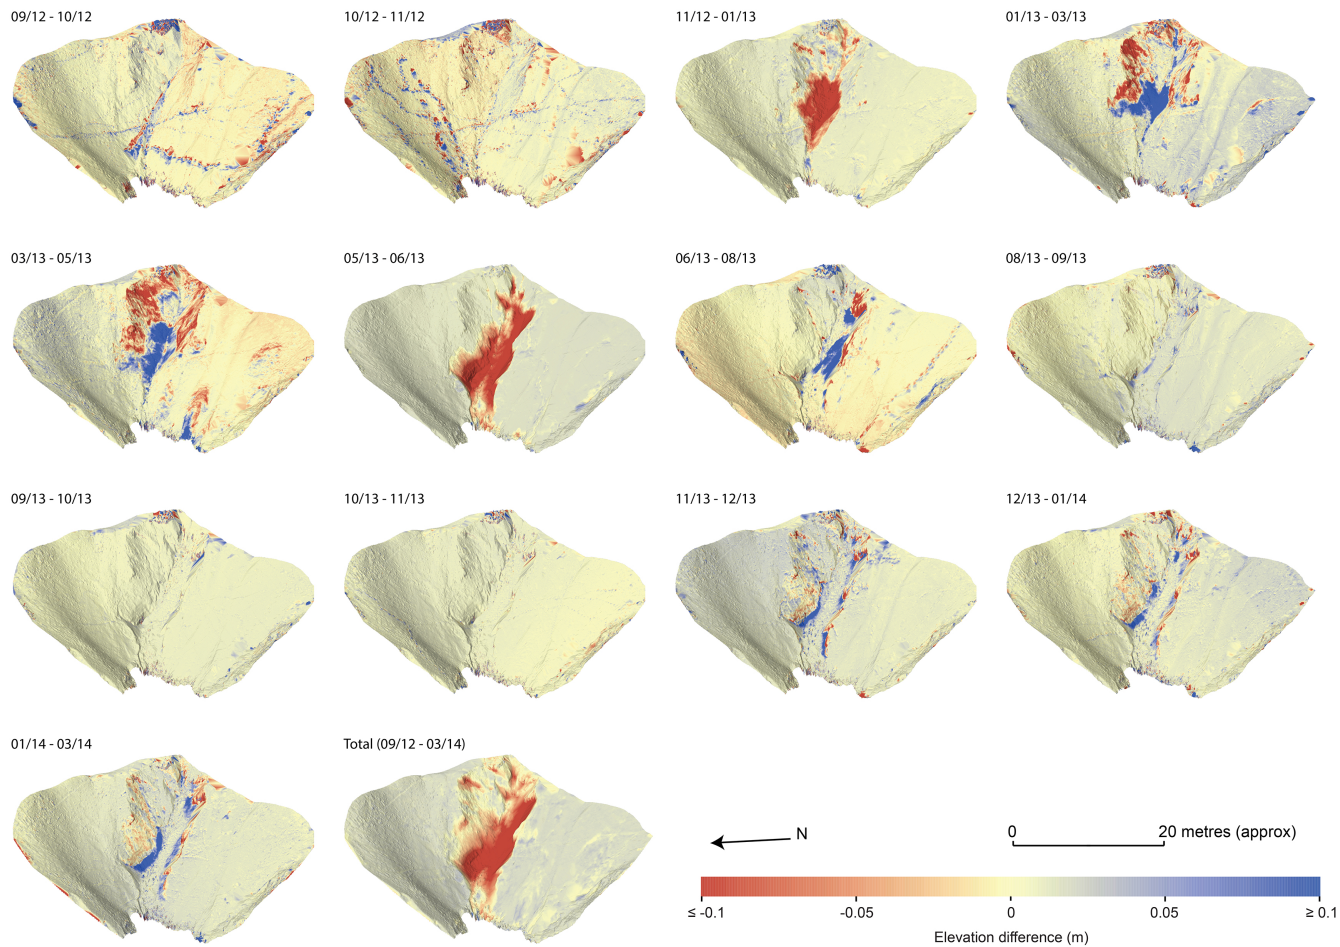 09/12 - 10/12
10/12 - 11/12
11/12 - 01/13
01/13 - 03/13
03/13 - 05/13
05/13 - 06/13
06/13 - 08/13
08/13 - 09/13
09/13 - 10/13
10/13 - 11/13
11/13 - 12/13
12/13 - 01/14
01/14 - 03/14
Total (09/12 - 03/14)
N
0 20 metres (approx)
≤ -0.1 -0.05 0 0.05 ≥ 0.1
Elevation difference (m)